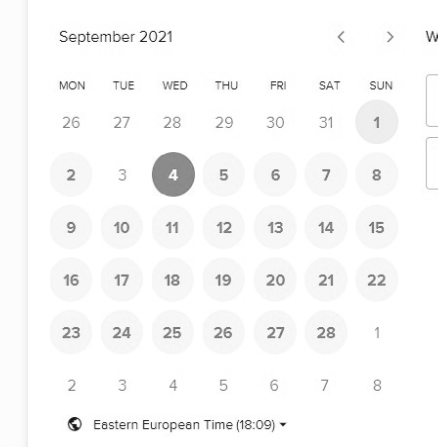 September 2021
W
MON TUE WED THU FRI SAT SUN
26 27 28 29 30 31 1
2 3 4 5 6 7 8
9 10 11 12 13 14 15
16 17 18 19 20 21 22
23 24 25 26 27 28 1
2 3 4 5 6 7 8
Eastern European Time (18:09)